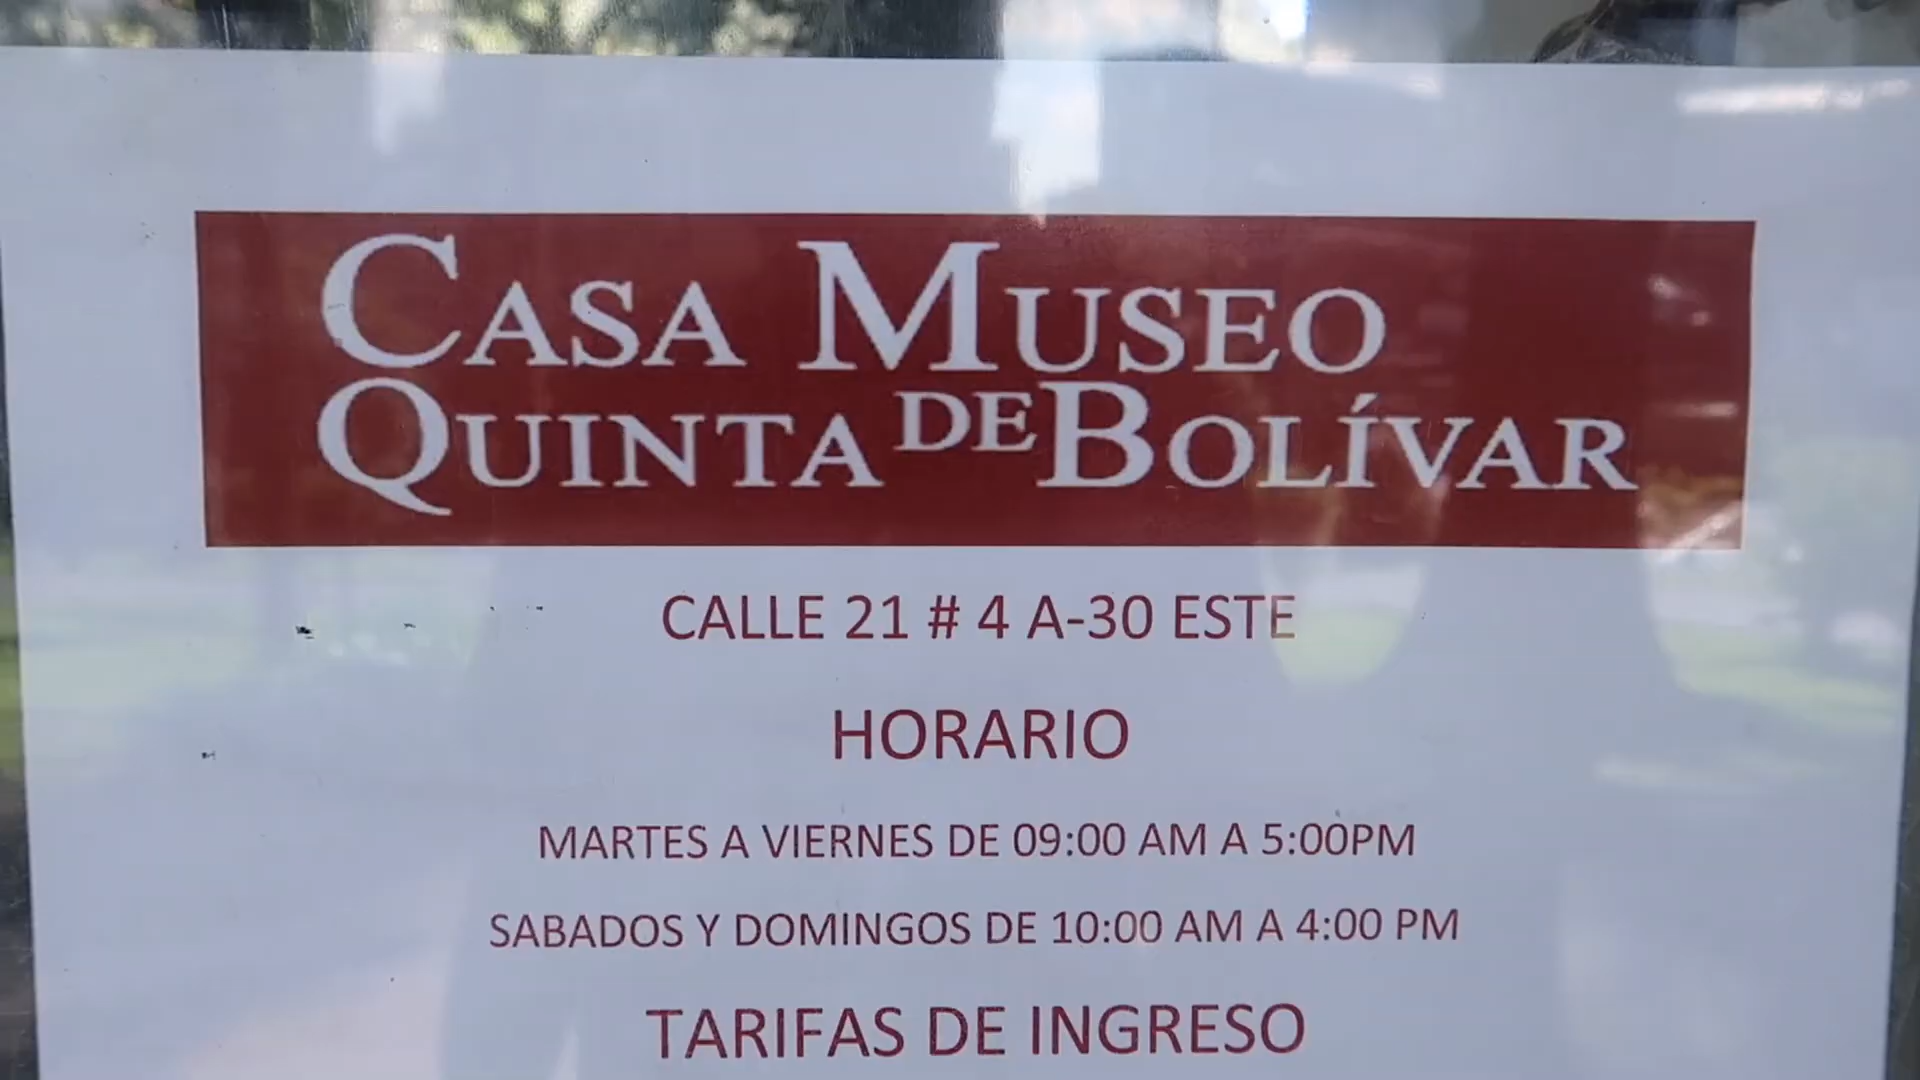 CASA MUSEO
QUINTA DE BOLÍVAR
CALLE 21 # 4 A-30 ESTE
HORARIO
MARTES A VIERNES DE 09:00 AM A 5:00PM
SABADOS Y DOMINGOS DE 10:00 AM A 4:00 PM
TARIFAS DE INGRESO